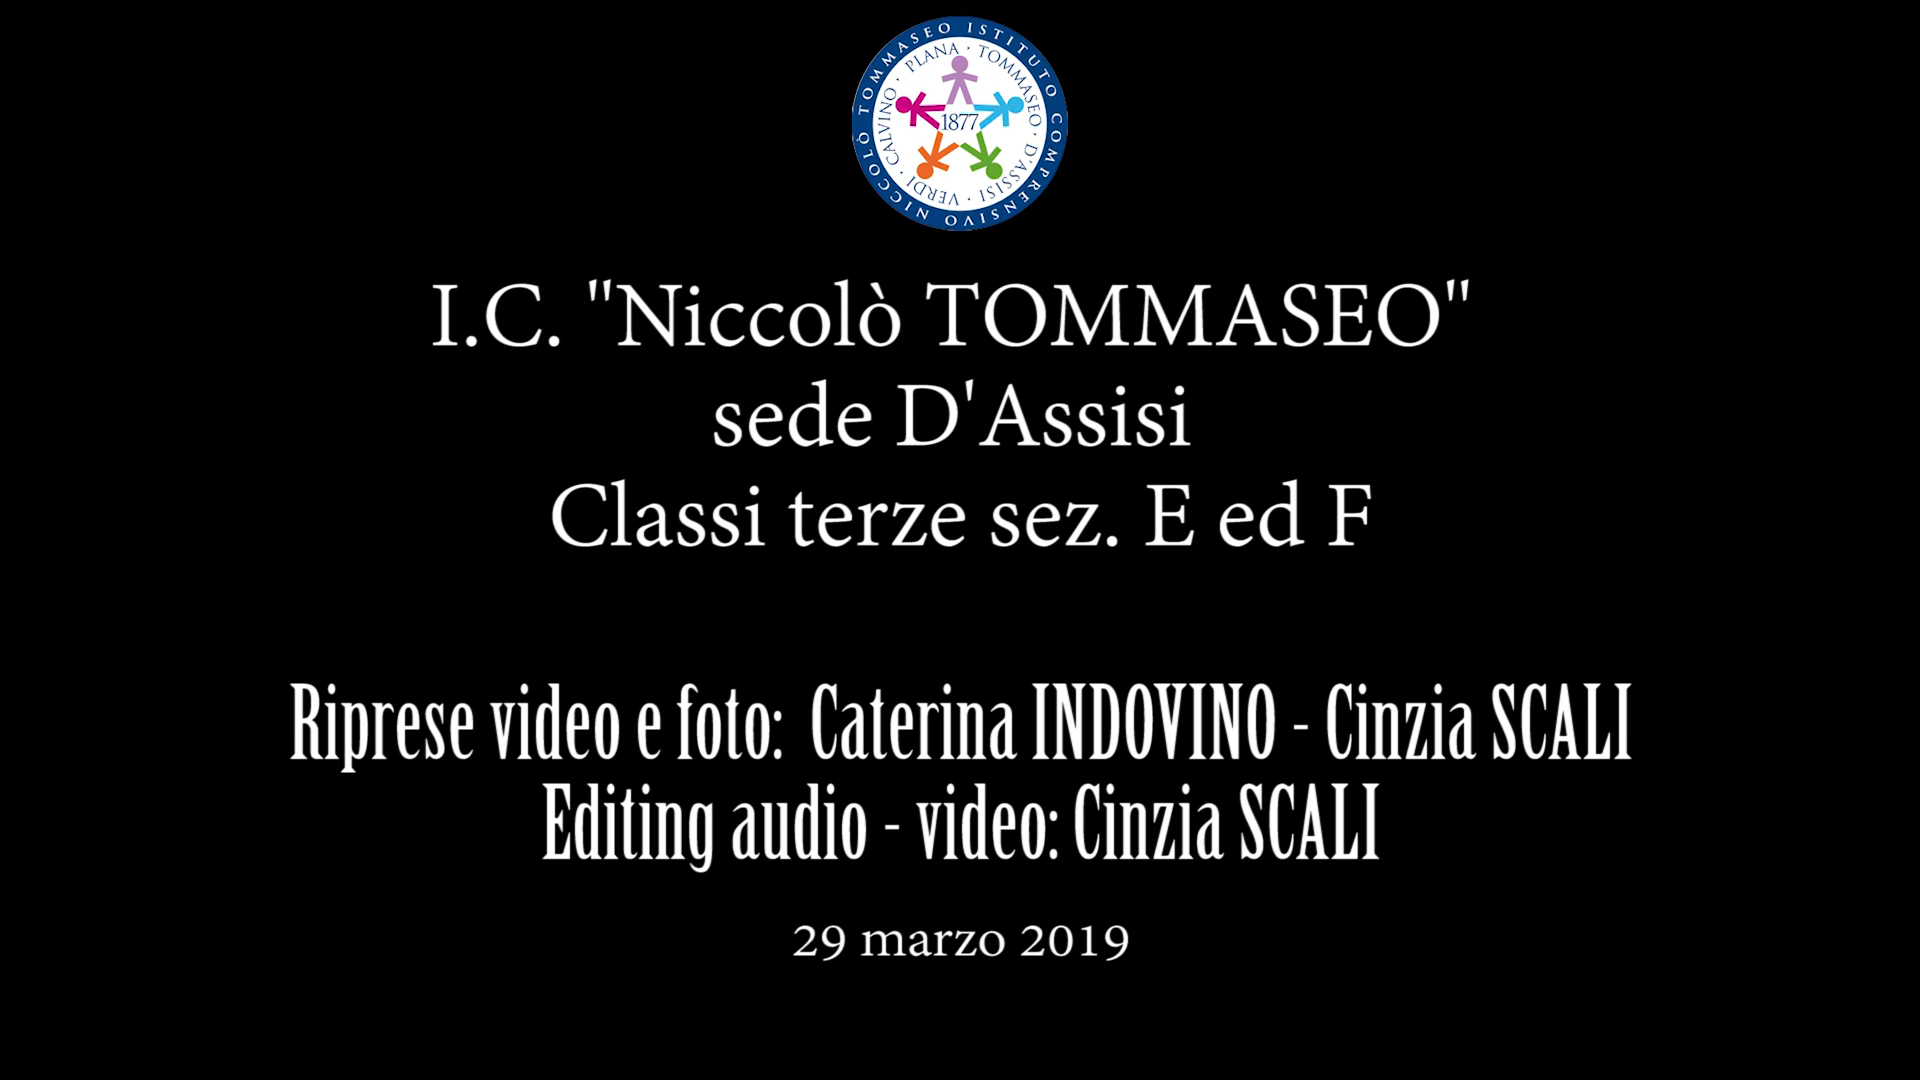 ISTITUTO COMPRENSIVO NICCOLÒ TOMMASEO
PLANA · TOMMASEO · D'ASSISI · VERDI · CALVINO ·
1877
I.C. "Niccolò TOMMASEO"
sede D'Assisi
Classi terze sez. E ed F
Riprese video e foto: Caterina INDOVINO - Cinzia SCALI
Editing audio - video: Cinzia SCALI
29 marzo 2019